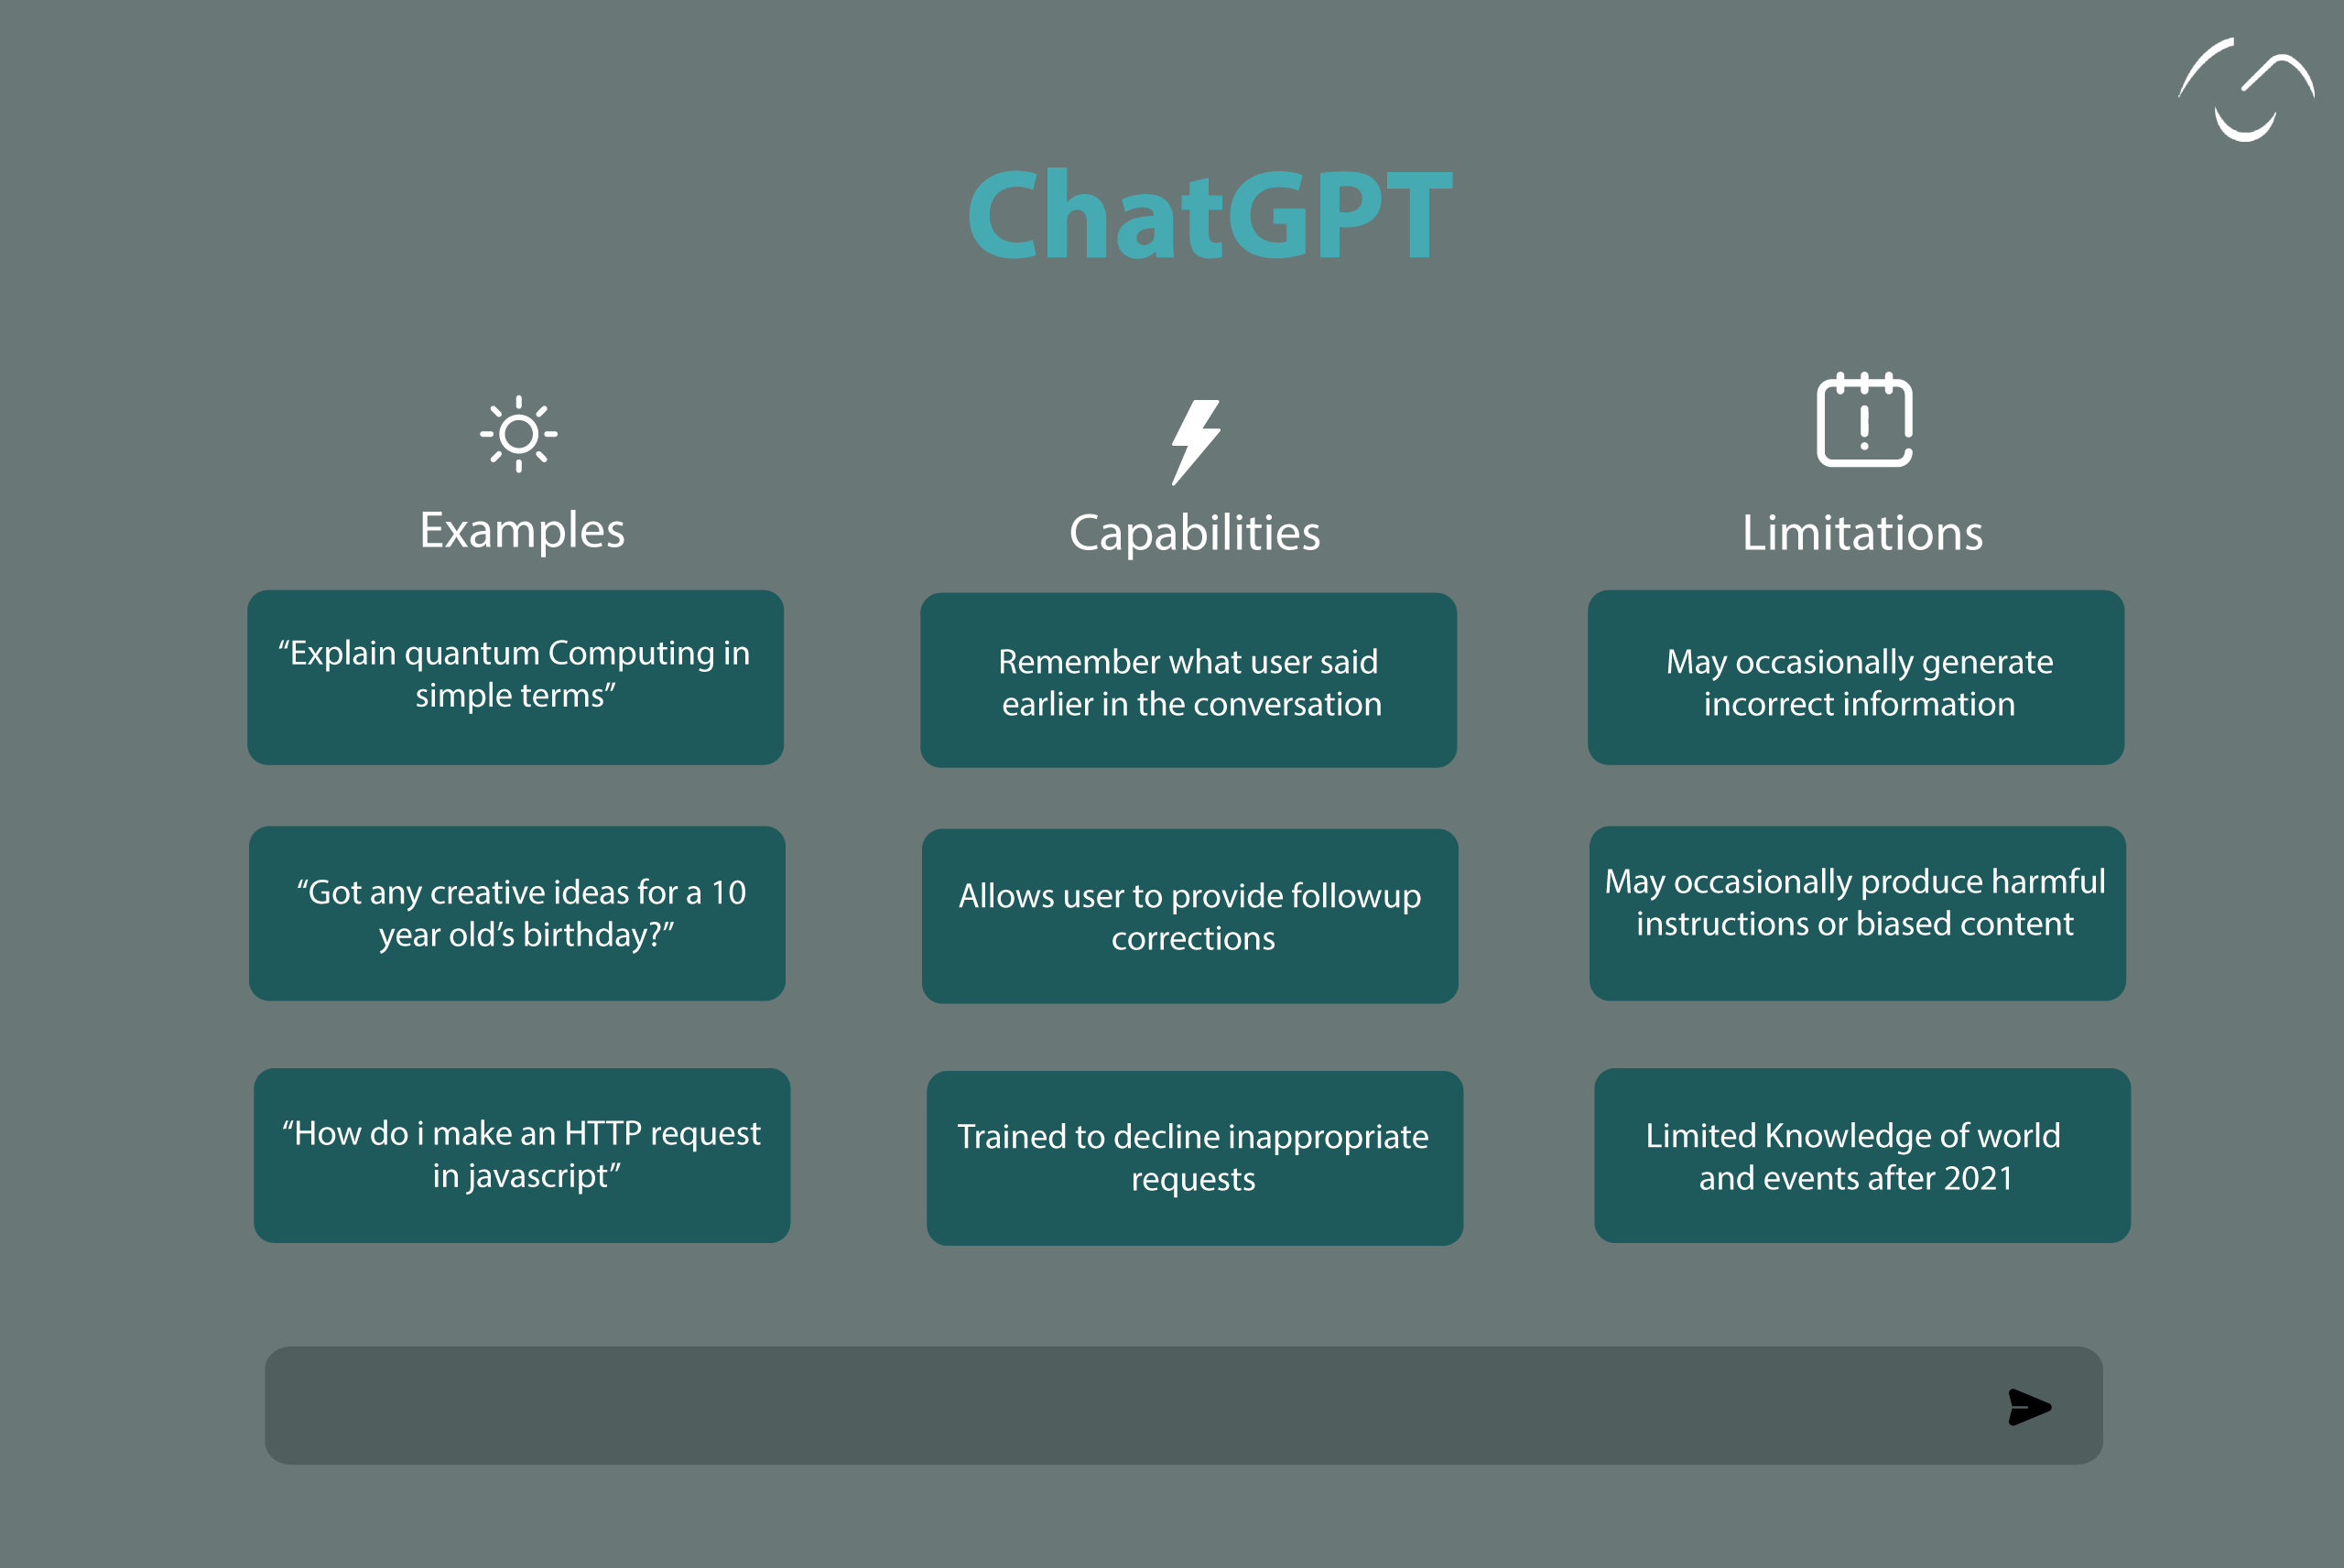 ChatGPT
Examples
“Explain quantum Computing in
simple terms”
“Got any creative ideas for a 10
year old’s birthday?”
“How do i make an HTTP request
in javascript”
Capabilities
Remember what user said
earlier in the conversation
Allows user to provide followup
corrections
Trained to decline inappropriate
requests
Limitations
May occasionally generate
incorrect information
May occasionally produce harmful
instructions or biased content
Limited Knowledge of world
and events after 2021